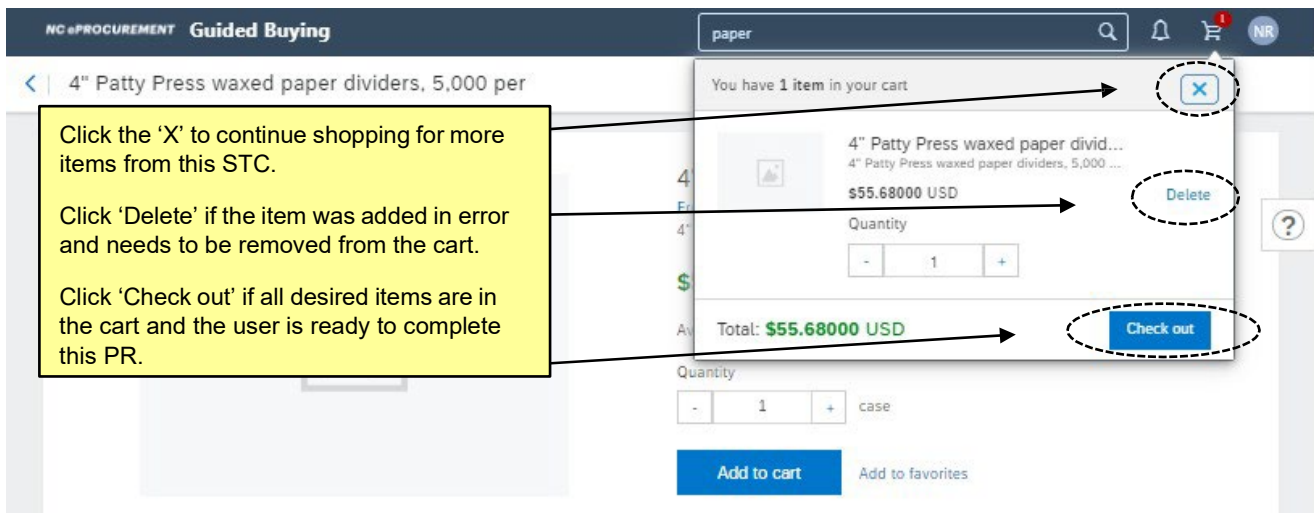 NC ePROCUREMENT Guided Buying
paper
1
NR
4" Patty Press waxed paper dividers, 5,000 per
You have 1 item in your cart
Click the ‘X’ to continue shopping for more
items from this STC.
Click ‘Delete’ if the item was added in error
and needs to be removed from the cart.
Click ‘Check out’ if all desired items are in
the cart and the user is ready to complete
this PR.
4" Patty Press waxed paper divid...
4" Patty Press waxed paper dividers, 5,000 ...
$55.68000 USD
Delete
Quantity
- 1 +
Total: $55.68000 USD
Check out
?
4"
4"
$
Quantity
- 1 + case
Add to cart
Add to favorites